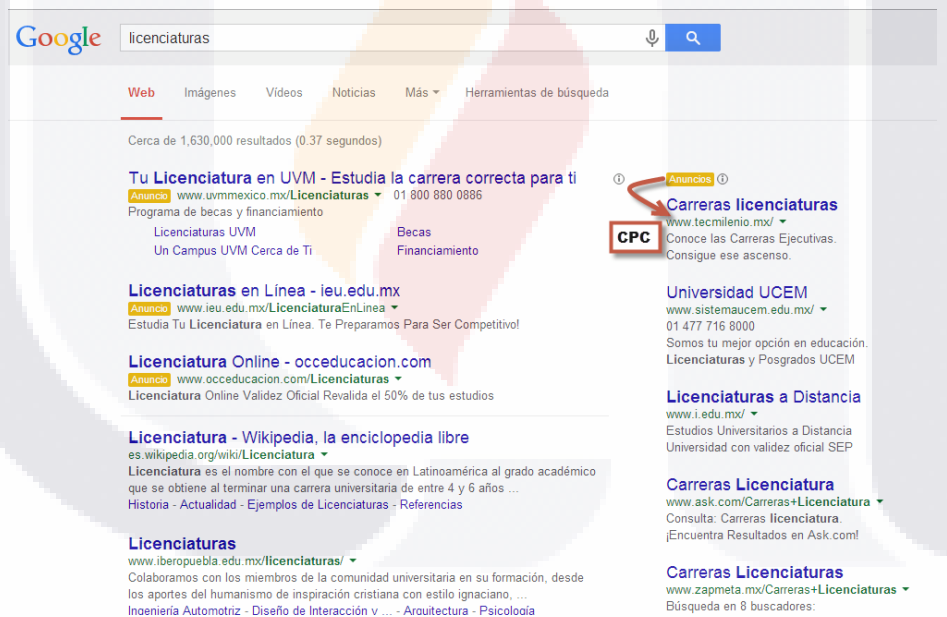 Google
licenciaturas
Web Imágenes Vídeos Noticias Más Herramientas de búsqueda
Cerca de 1,630,000 resultados (0.37 segundos)
Tu Licenciatura en UVM - Estudia la carrera correcta para ti
Anuncio www.uvmmexico.mx/Licenciaturas 01 800 880 0886
Programa de becas y financiamiento
Licenciaturas UVM Becas
Un Campus UVM Cerca de Ti Financiamiento
Licenciaturas en Línea - ieu.edu.mx
Anuncio www.ieu.edu.mx/LicenciaturaEnLinea
Estudia Tu Licenciatura en Línea. Te Preparamos Para Ser Competitivo!
Licenciatura Online - occeducacion.com
Anuncio www.occeducacion.com/Licenciaturas
Licenciatura Online Validez Oficial Revalida el 50% de tus estudios
Licenciatura - Wikipedia, la enciclopedia libre
es.wikipedia.org/wiki/Licenciatura
Licenciatura es el nombre con el que se conoce en Latinoamérica al grado académico
que se obtiene al terminar una carrera universitaria de entre 4 y 6 años ...
Historia - Actualidad - Ejemplos de Licenciaturas - Referencias
Licenciaturas
www.iberopuebla.edu.mx/licenciaturas/
Colaboramos con los miembros de la comunidad universitaria en su formación, desde
los aportes del humanismo de inspiración cristiana con estilo ignaciano, ...
Ingeniería Automotriz - Diseño de Interacción y ... - Arquitectura - Psicología
Anuncios
CPC
Carreras licenciaturas
www.tecmilenio.mx/
Conoce las Carreras Ejecutivas.
Consigue ese ascenso.
Universidad UCEM
www.sistemaucem.edu.mx/
01 477 716 8000
Somos tu mejor opción en educación.
Licenciaturas y Posgrados UCEM
Licenciaturas a Distancia
www.i.edu.mx/
Estudios Universitarios a Distancia
Universidad con validez oficial SEP
Carreras Licenciatura
www.ask.com/Carreras+Licenciatura
Consulta: Carreras licenciatura.
¡Encuentra Resultados en Ask.com!
Carreras Licenciaturas
www.zapmeta.mx/Carreras+Licenciaturas
Búsqueda en 8 buscadores: